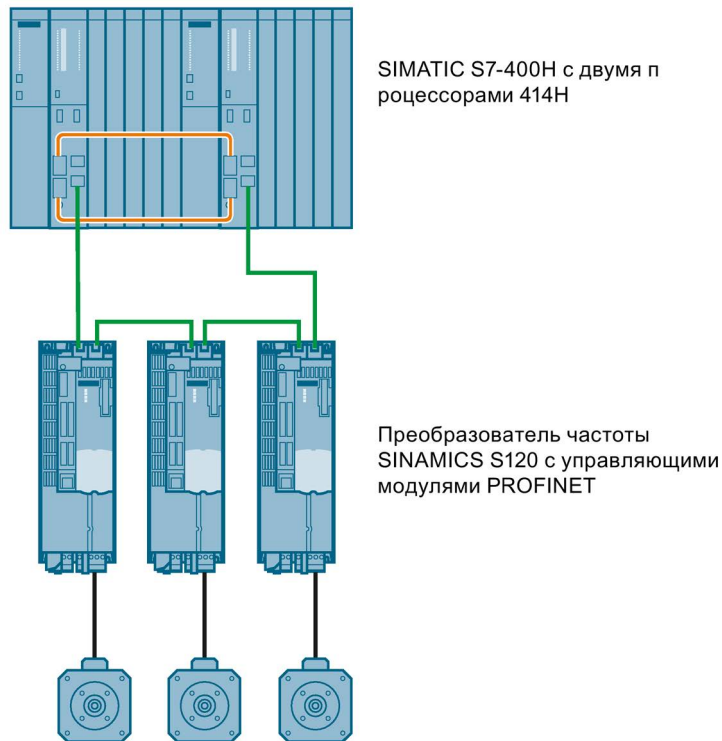 SIMATIC S7-400H с двумя п
роцессорами 414H
Преобразователь частоты
SINAMICS S120 с управляющими
модулями PROFINET